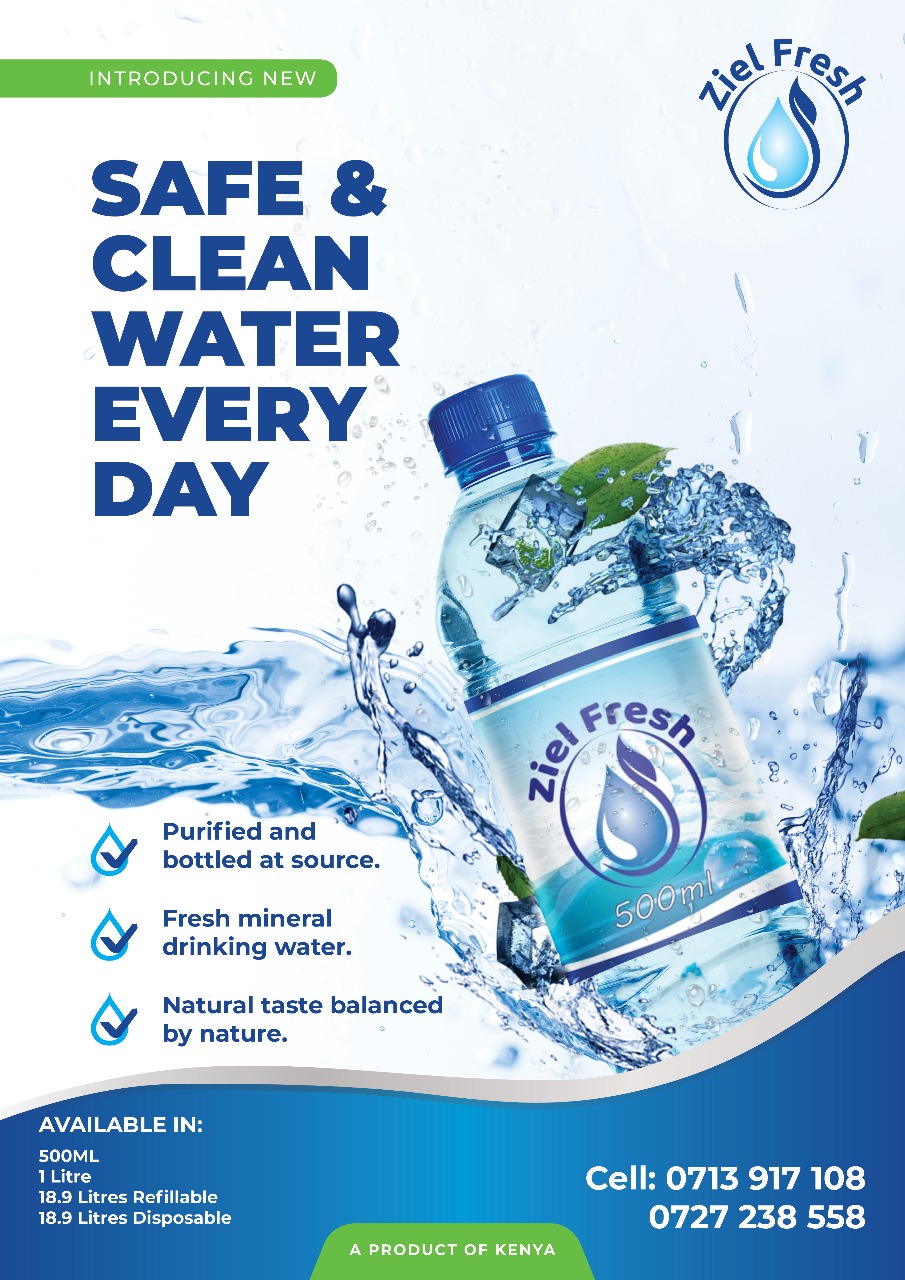 INTRODUCING NEW
Ziel Fresh
SAFE &
CLEAN
WATER
EVERY
DAY
Ziel Fresh
500ml
Purified and
bottled at source.
Fresh mineral
drinking water.
Natural taste balanced
by nature.
AVAILABLE IN:
500ML
1 Litre
18.9 Litres Refillable
18.9 Litres Disposable
Cell: 0713 917 108
0727 238 558
A PRODUCT OF KENYA